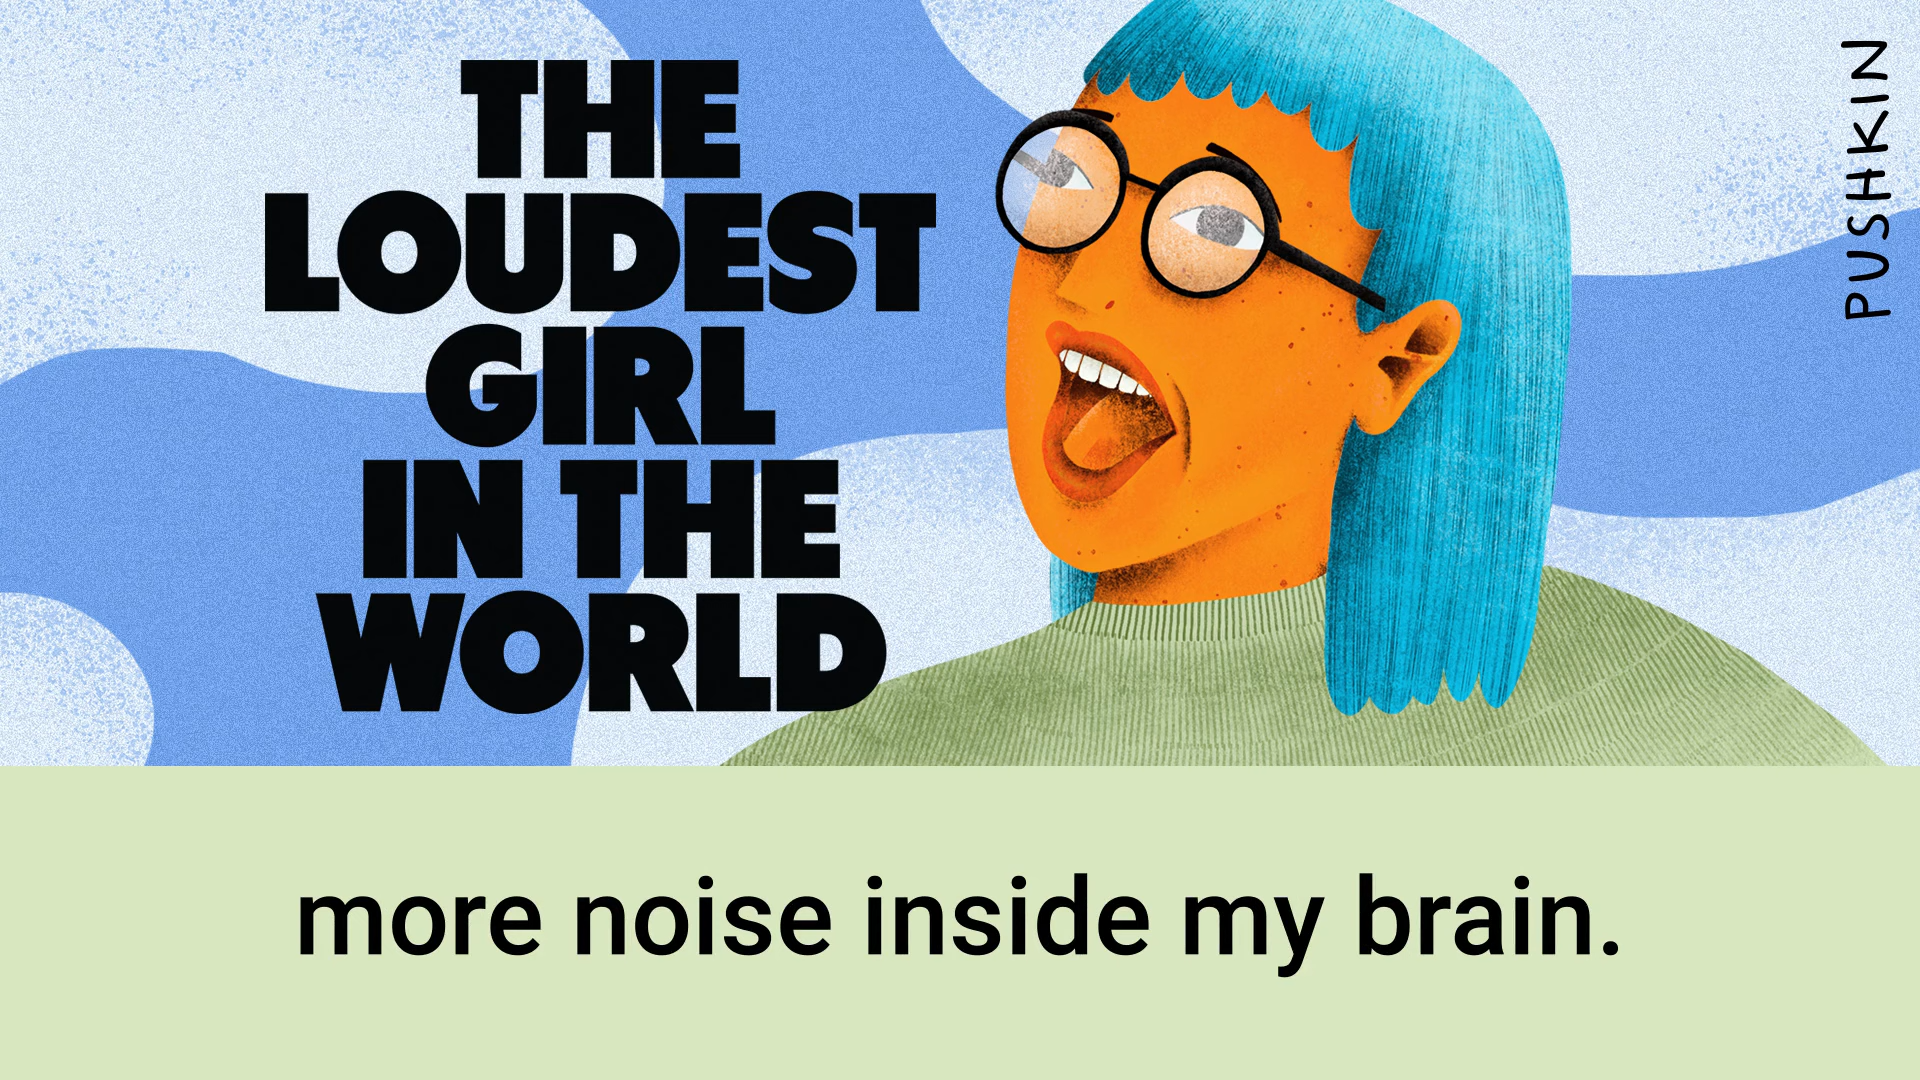 THE
LOUDEST
GIRL
IN THE
WORLD
PUSHKIN
more noise inside my brain.